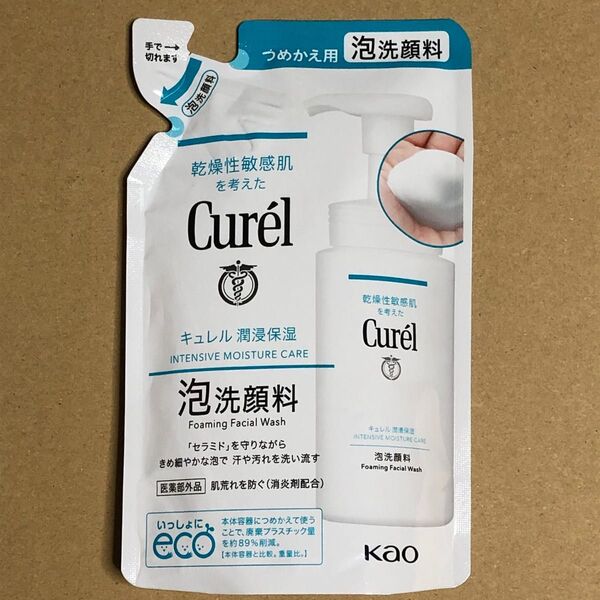 手で→
切れます
泡洗顔料
つめかえ用 泡洗顔料
乾燥性敏感肌
を考えた
Curél
キュレル 潤浸保湿
INTENSIVE MOISTURE CARE
泡洗顔料
Foaming Facial Wash
「セラミド」を守りながら
きめ細やかな泡で 汗や汚れを洗い流す
医薬部外品 肌荒れを防ぐ(消炎剤配合)
いっしょに
eco
本体容器につめかえて使う
ことで、廃棄プラスチック量
を約89%削減。
【本体容器と比較。重量比。】
乾燥性敏感肌
を考えた
Curél
キュレル 潤浸保湿
INTENSIVE MOISTURE CARE
泡洗顔料
Foaming Facial Wash
Kao